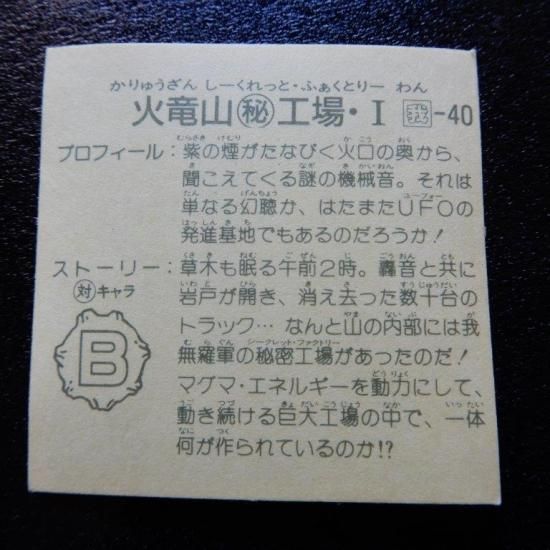 かりゅうざん しーくれっと・ふぁくとりー わん
火竜山㊙工場・I -40
プロフィール：紫の煙がたなびく火口の奥から、
聞こえてくる謎の機械音。それは
単なる幻聴か、はたまたUFOの
発進基地でもあるのだろうか!
ストーリー：草木も眠る午前2時。轟音と共に
対キャラ 岩戸が開き、消え去った数十台の
トラック…なんと山の内部には我
無羅軍の秘密工場があったのだ!
マグマ・エネルギーを動力にして、
動き続ける巨大工場の中で、一体
何が作られているのか!?
B